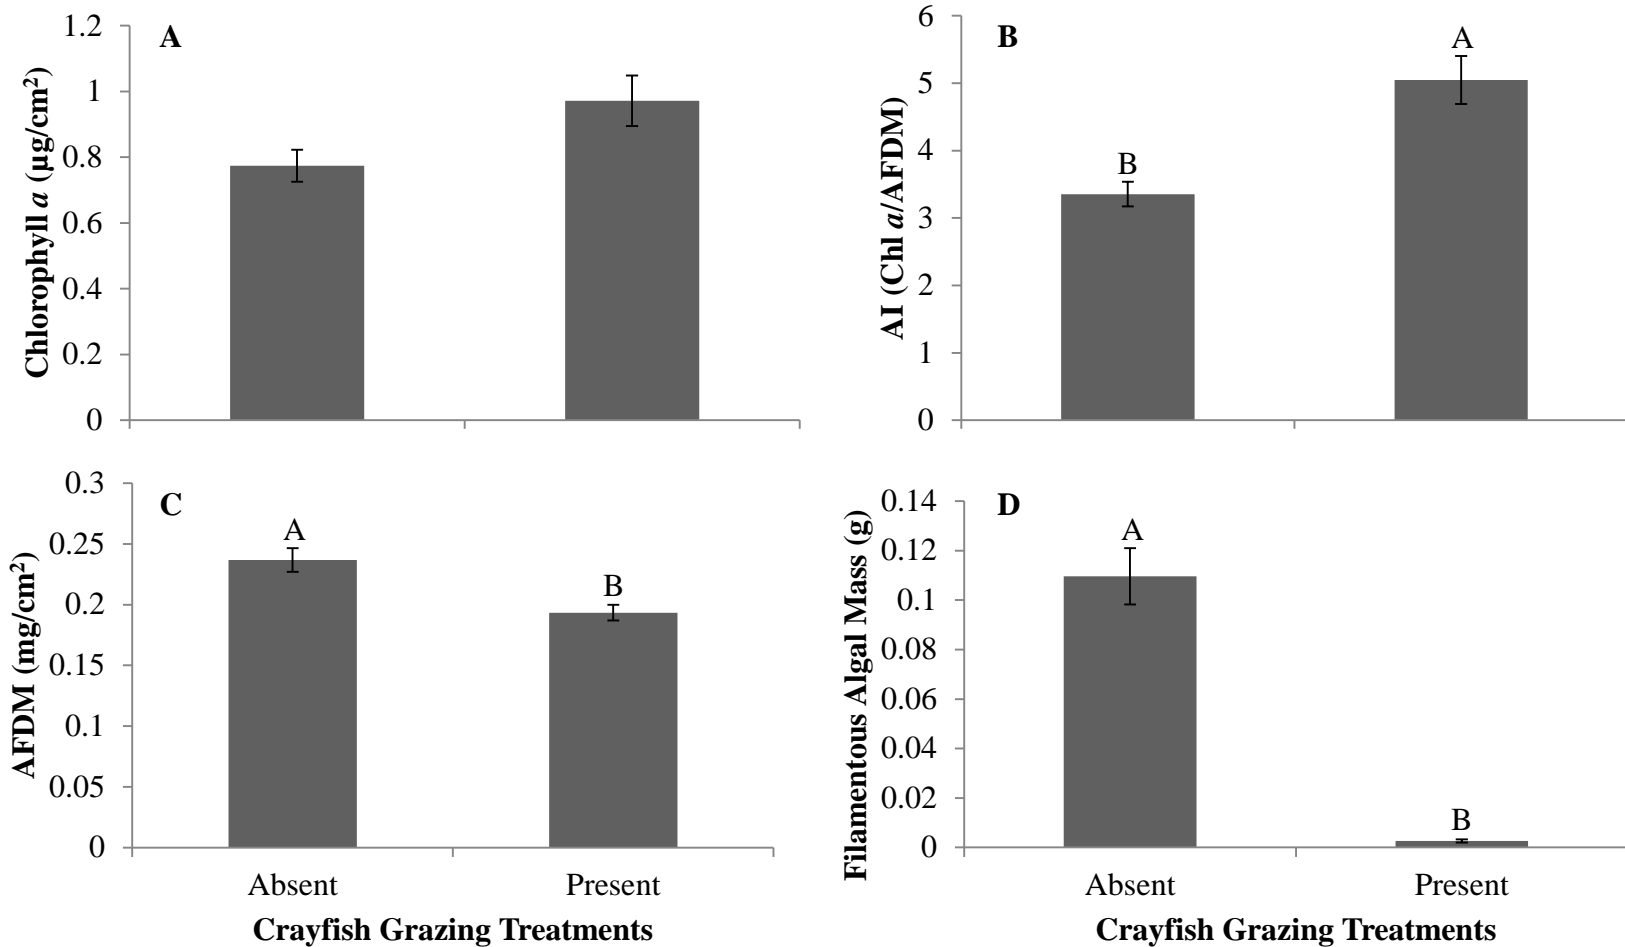 A
Chlorophyll a (µg/cm²)
1.2
1
0.8
0.6
0.4
0.2
0
B
AI (Chl a/AFDM)
6
5
4
3
2
1
0
B
A
C
AFDM (mg/cm²)
0.3
0.25
0.2
0.15
0.1
0.05
0
A
B
Absent
Present
Crayfish Grazing Treatments
D
Filamentous Algal Mass (g)
0.14
0.12
0.1
0.08
0.06
0.04
0.02
0
A
B
Absent
Present
Crayfish Grazing Treatments